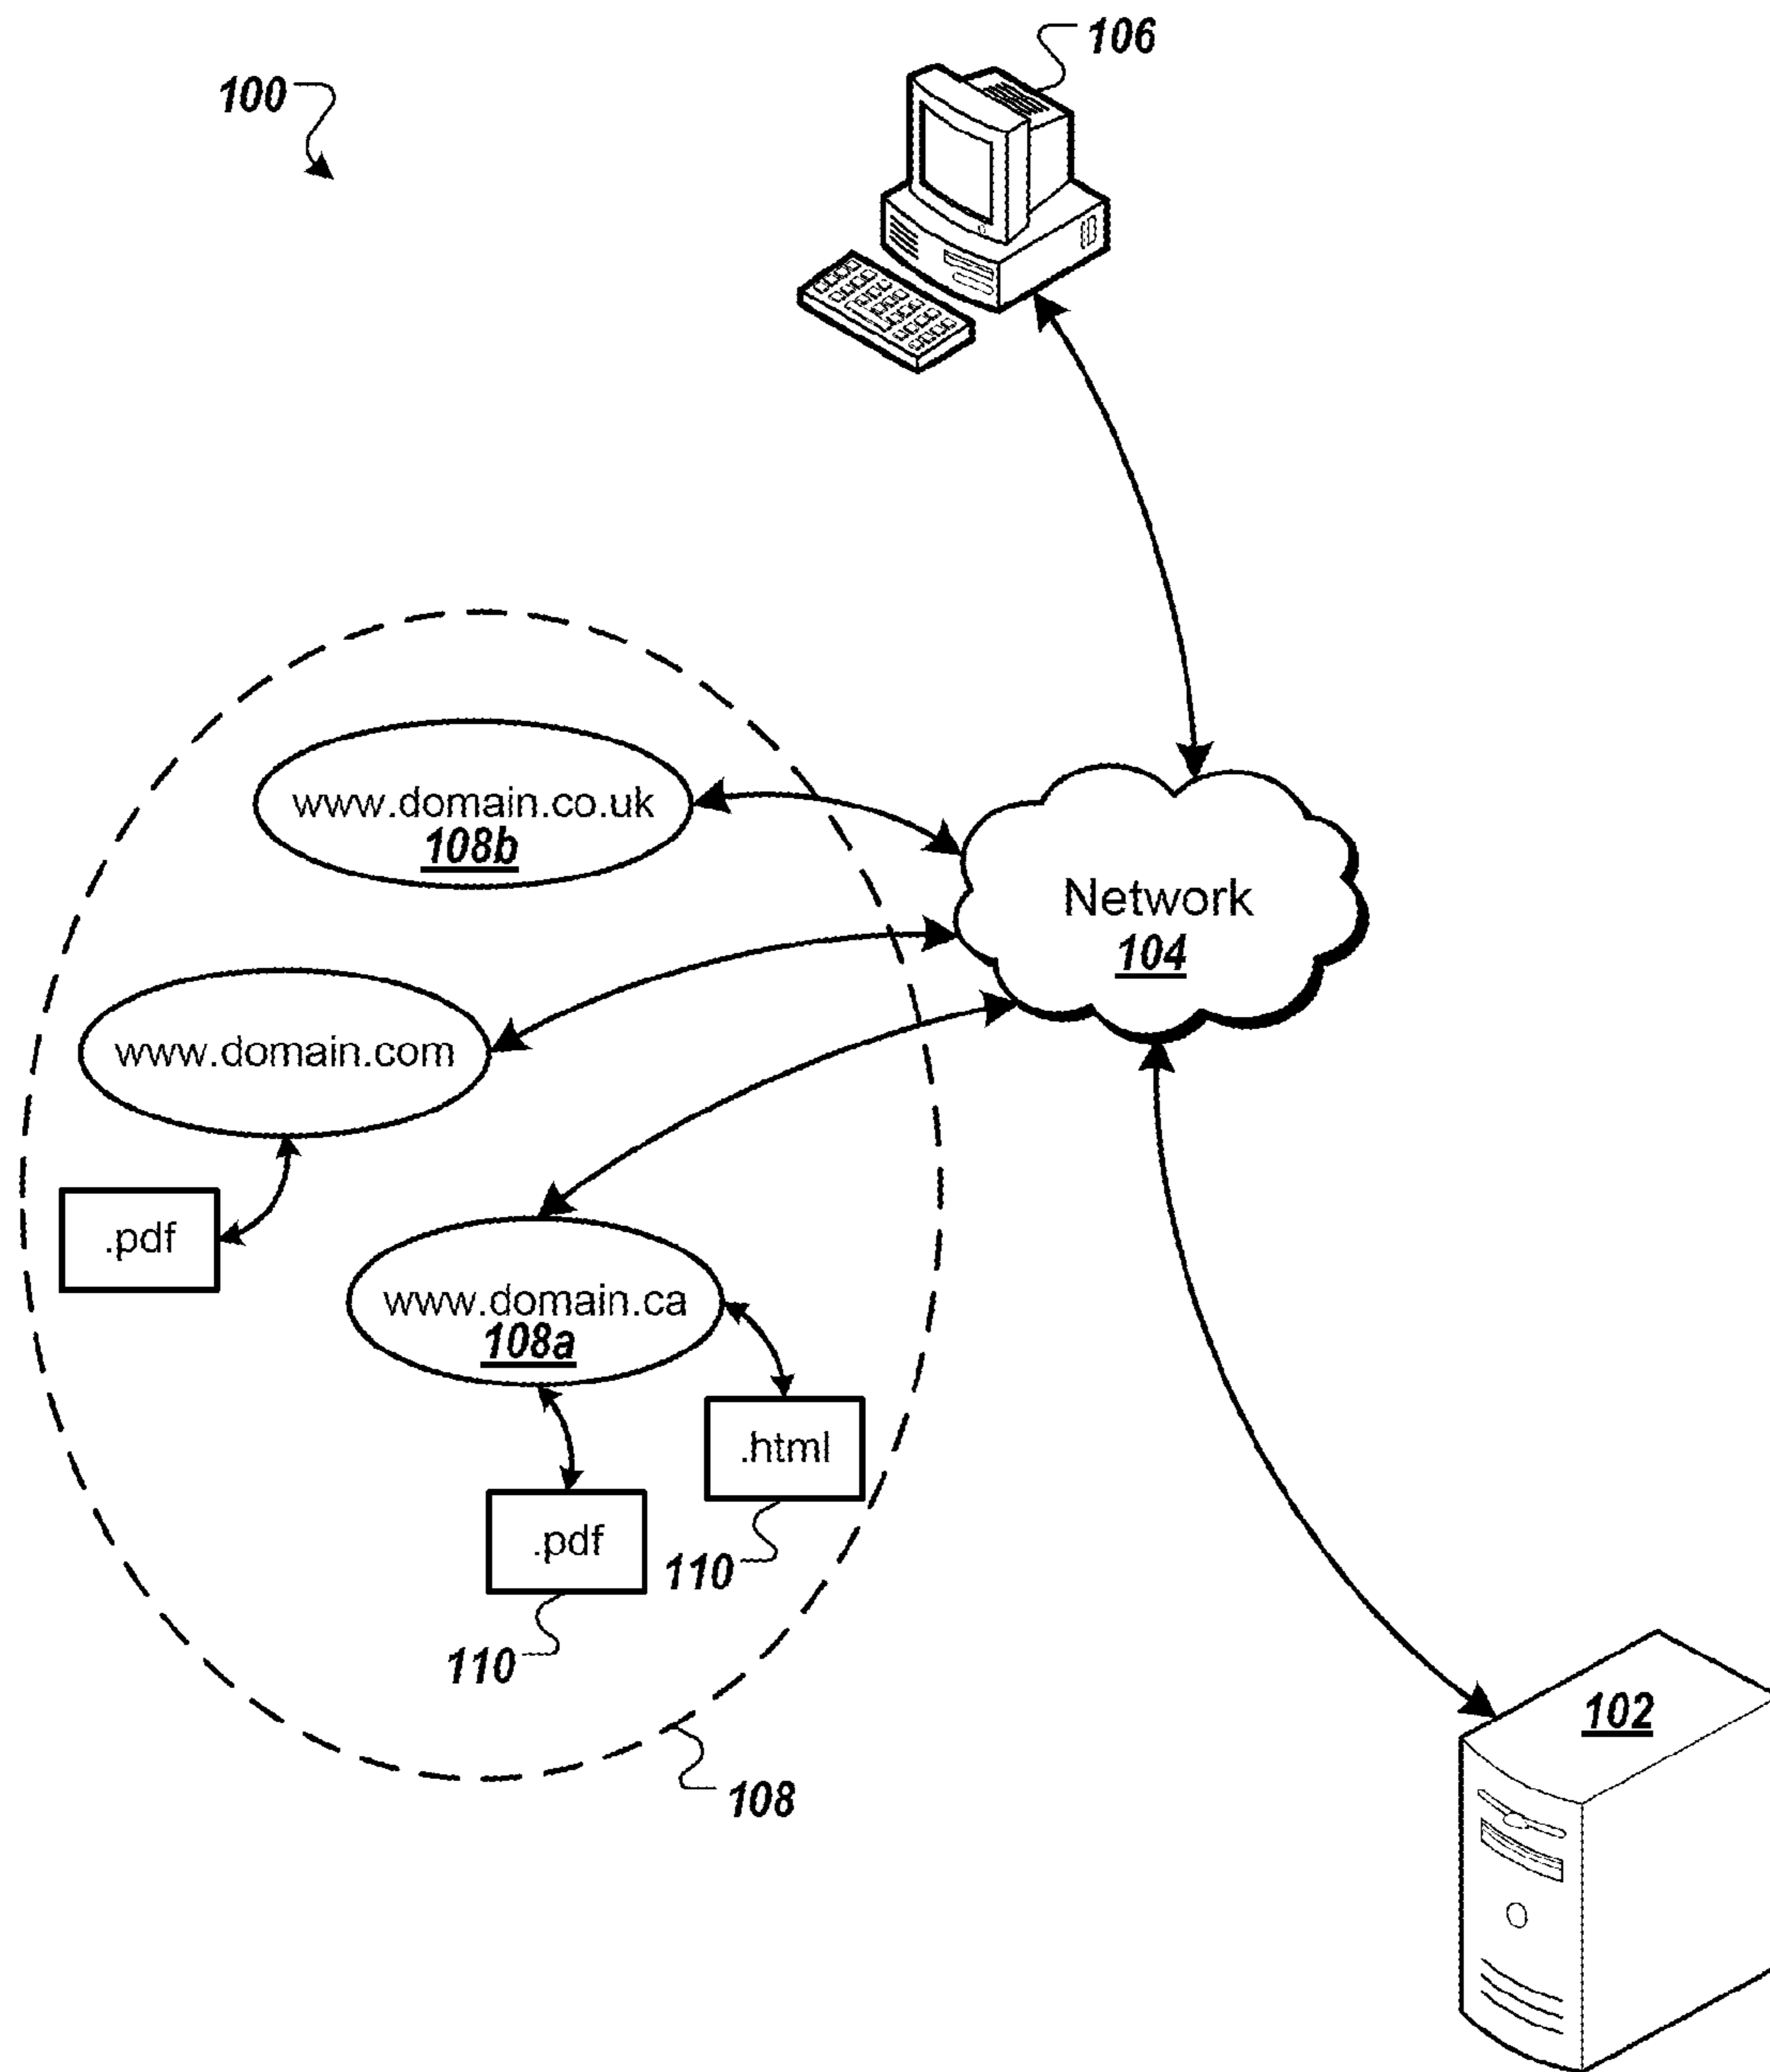 106
100
www.domain.co.uk
108b
Network
104
www.domain.com
.pdf
www.domain.ca
108a
.html
.pdf
110
110
108
102